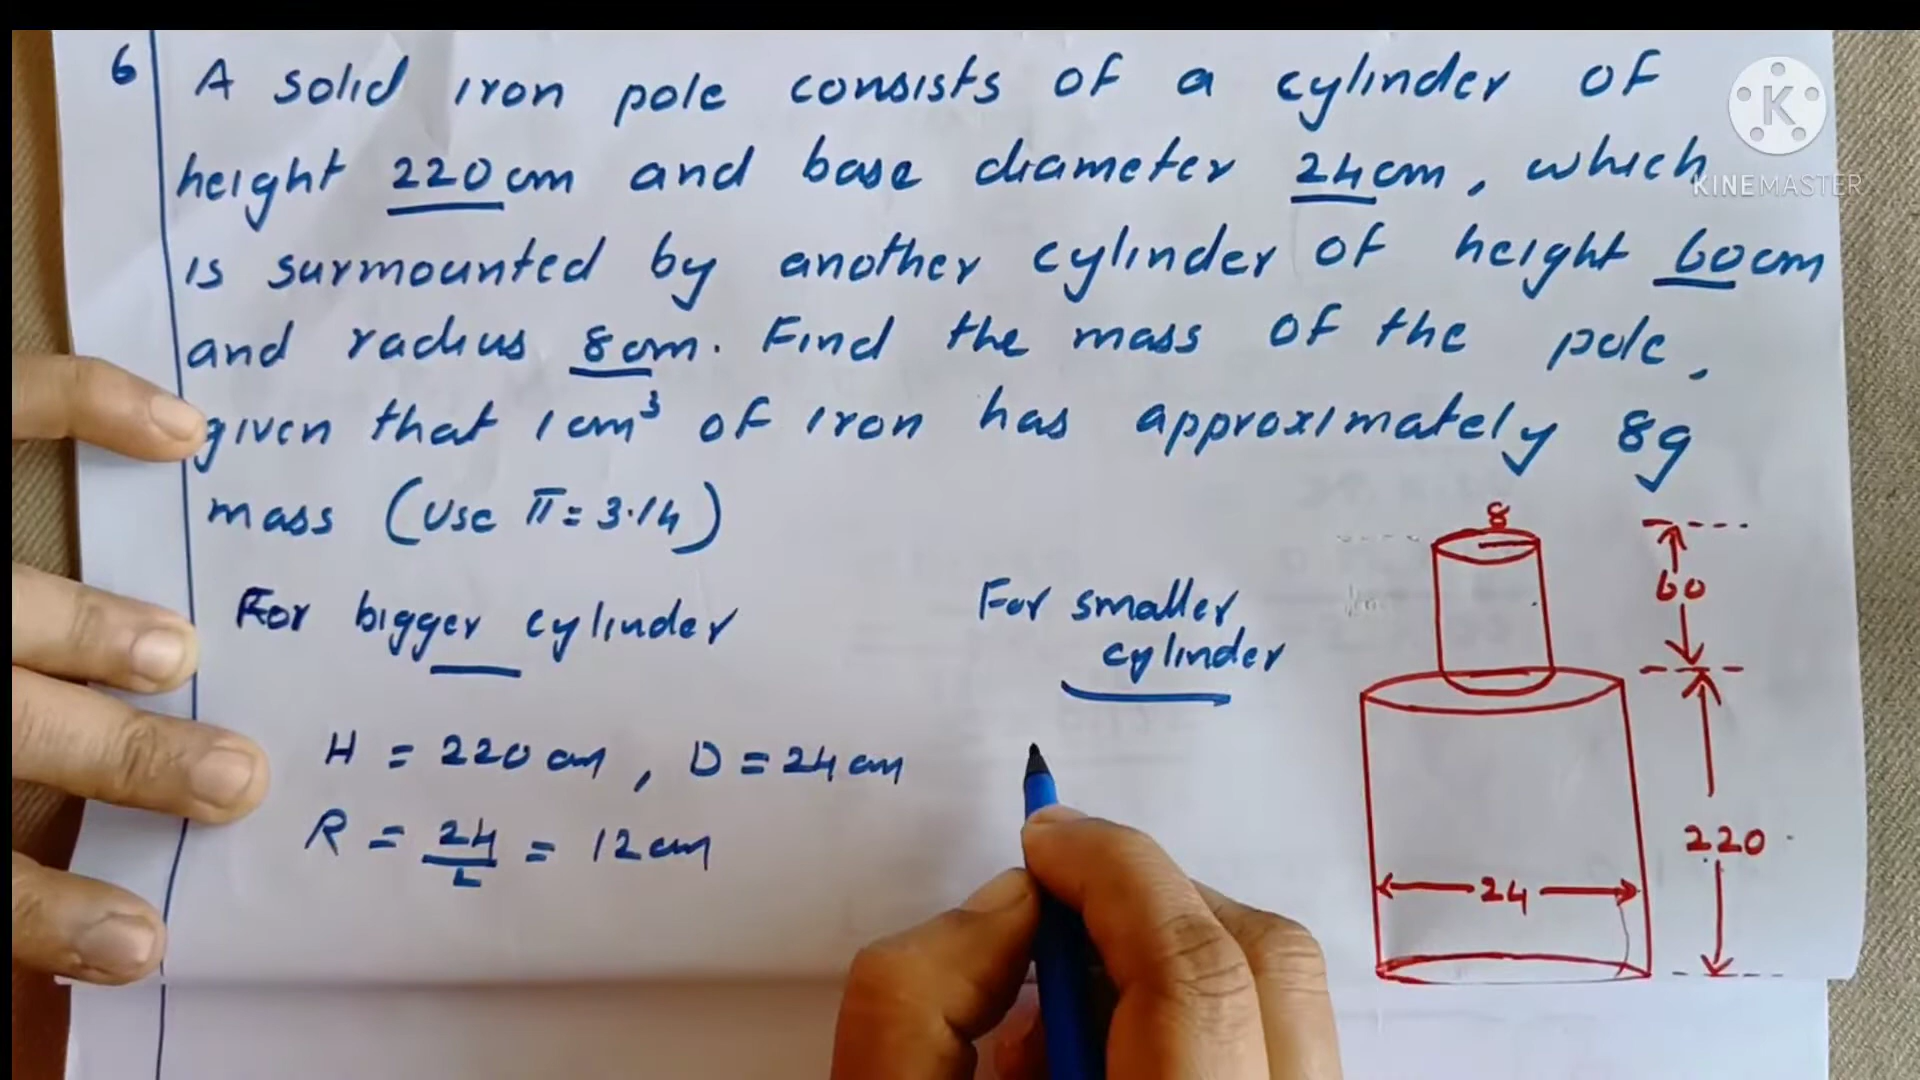 6 A solid iron pole consists of a cylinder of
height 220cm and base diameter 24cm, which
is surmounted by another cylinder of height 60cm
and radius 8cm. Find the mass of the pole,
given that 1cm³ of iron has approximately 8g
mass (Use π=3.14)
For bigger cylinder
For smaller
cylinder
H = 220 cm, D = 24 cm
R = 24/2 = 12cm
8
60
220
24
K
KINEMASTER